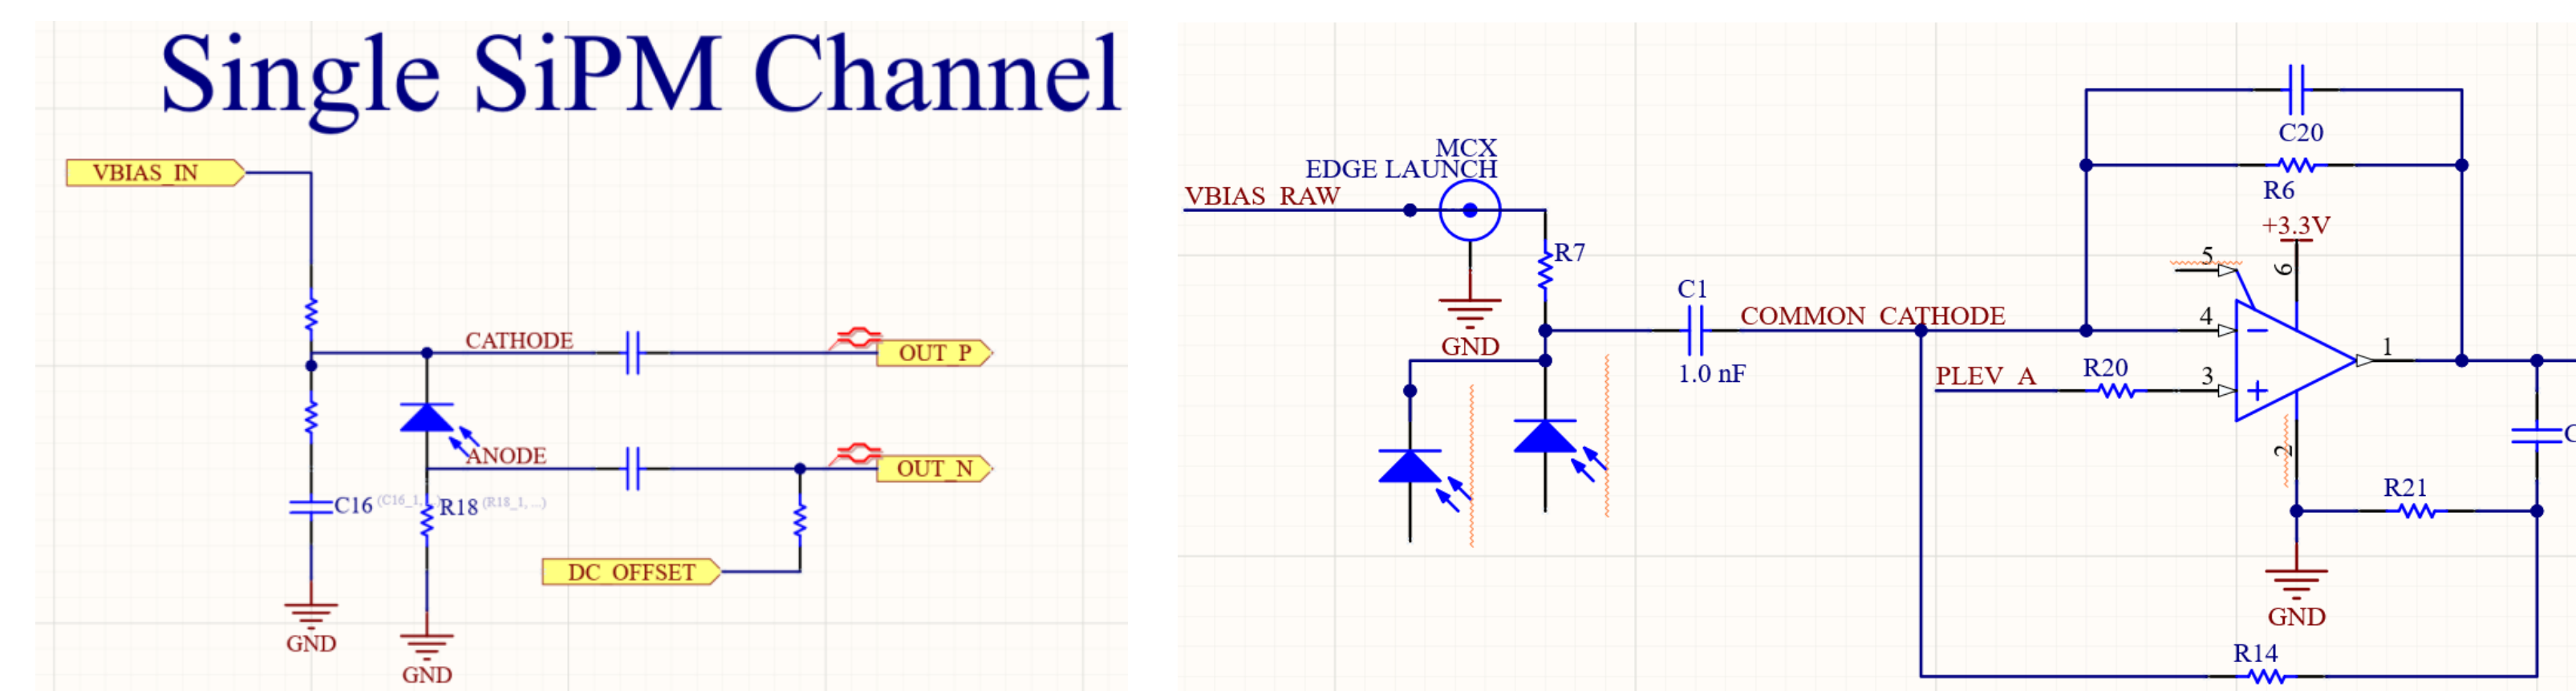 Single SiPM Channel
VBIAS_IN
CATHODE
OUT_P
ANODE
OUT_N
C16 (C16_1,
R18 (R18_1, ...)
DC_OFFSET
GND
GND
MCX
EDGE LAUNCH
VBIAS_RAW
R7
GND
C1
1.0 nF
COMMON_CATHODE
C20
R6
+3.3V
5
6
4
3
1
2
PLEV_A
R20
R21
C
GND
R14